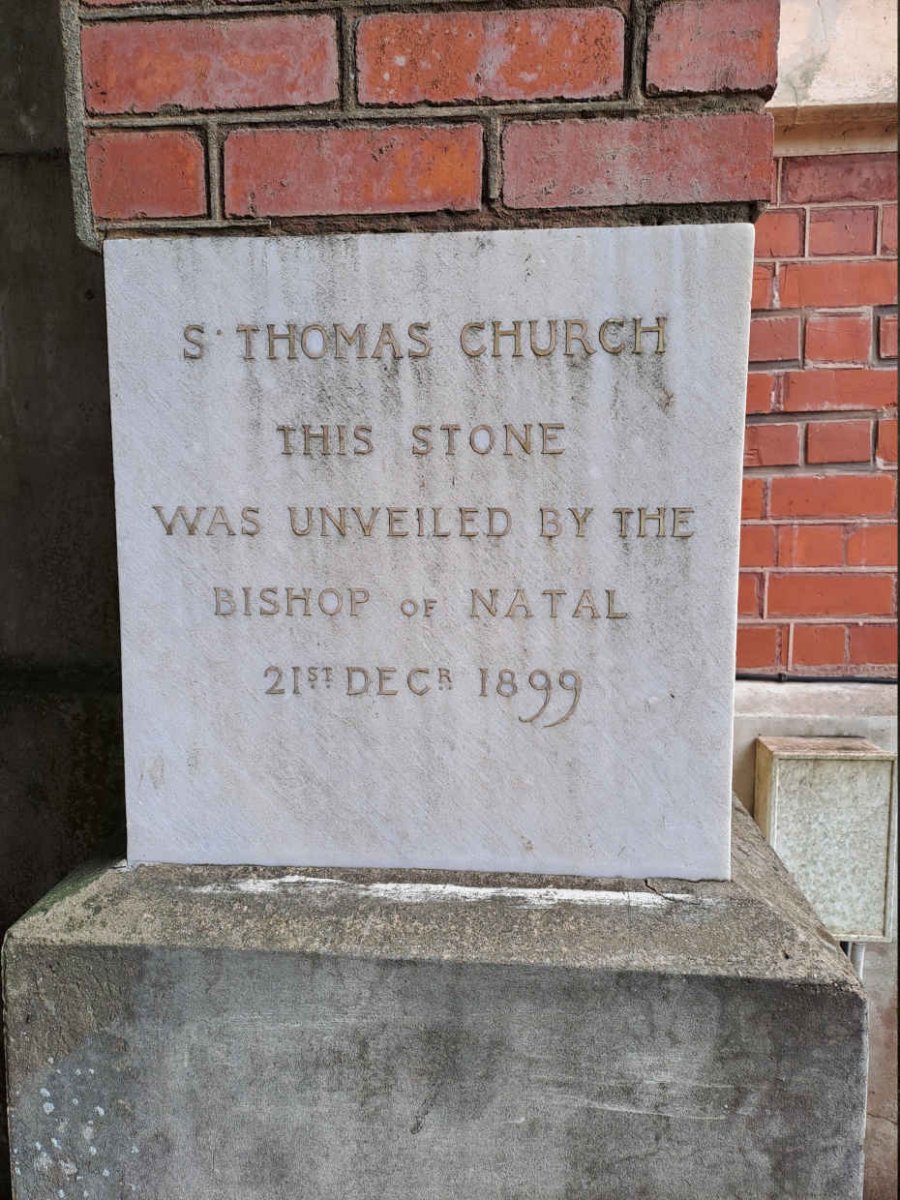 S· THOMAS CHURCH
THIS STONE
WAS UNVEILED BY THE
BISHOP OF NATAL
21ST DECR 1899